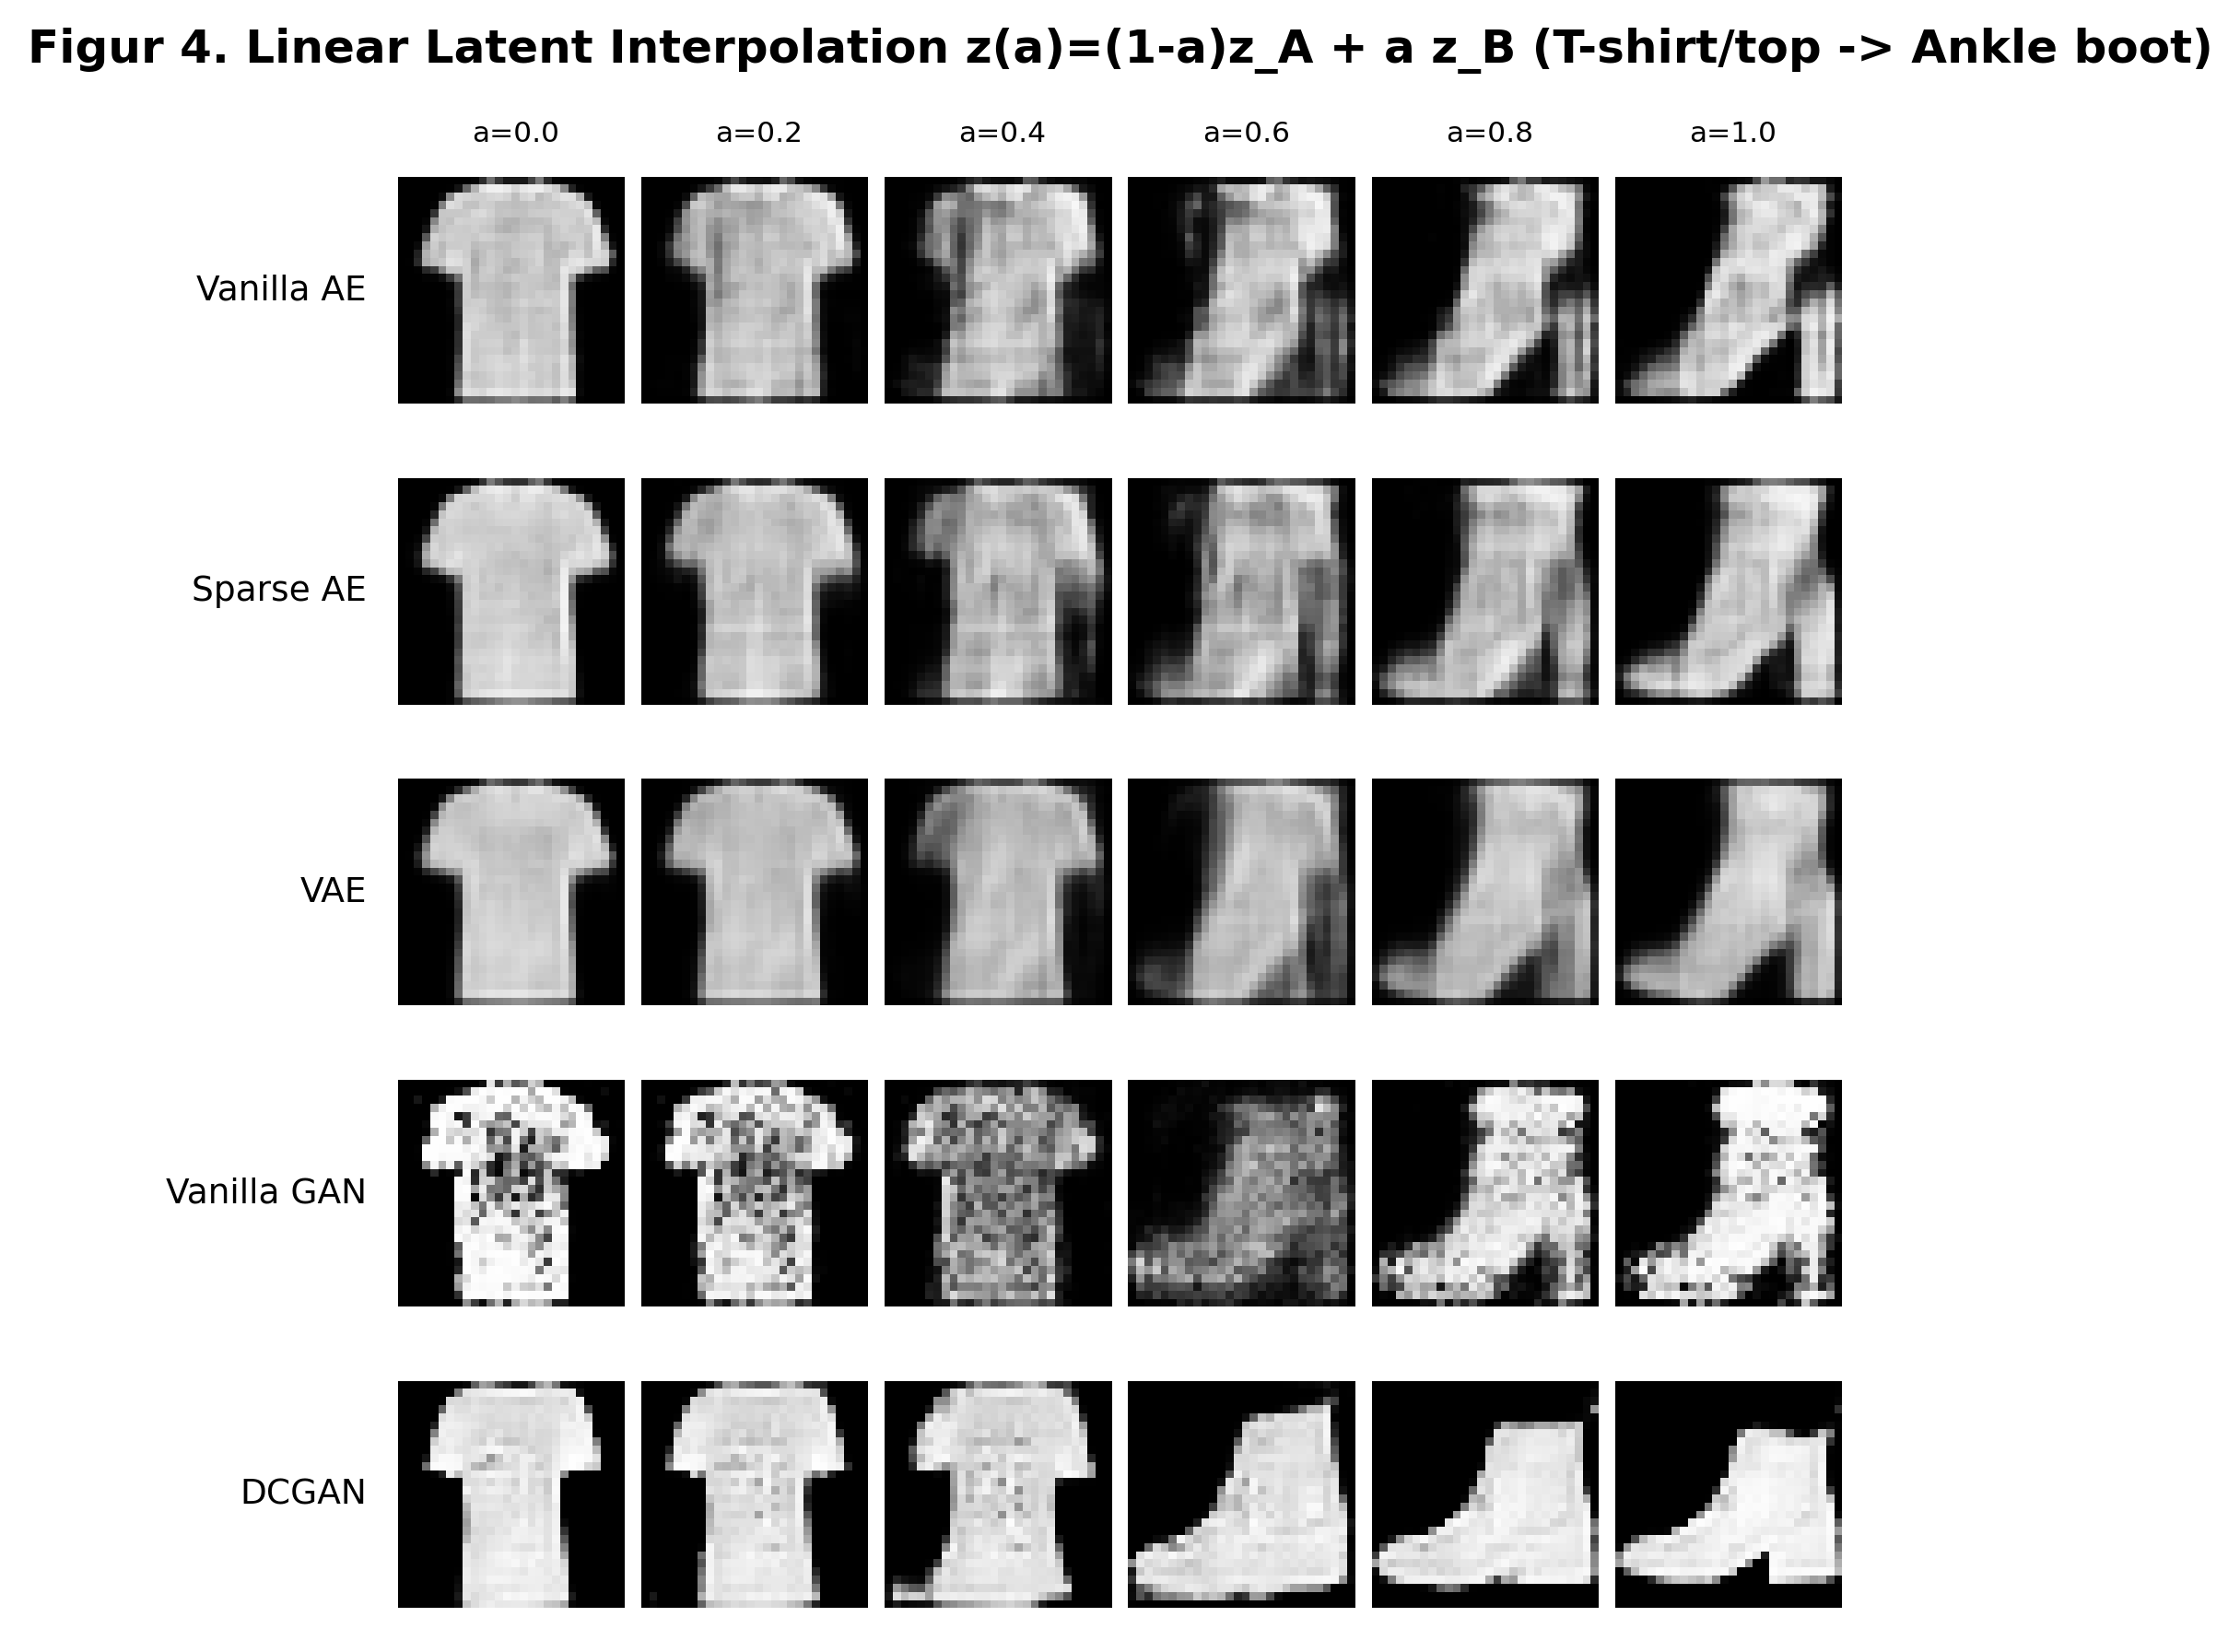 Figur 4. Linear Latent Interpolation z(a)=(1-a)z_A + a z_B (T-shirt/top -> Ankle boot)
a=0.0 a=0.2 a=0.4 a=0.6 a=0.8 a=1.0
Vanilla AE
Sparse AE
VAE
Vanilla GAN
DCGAN